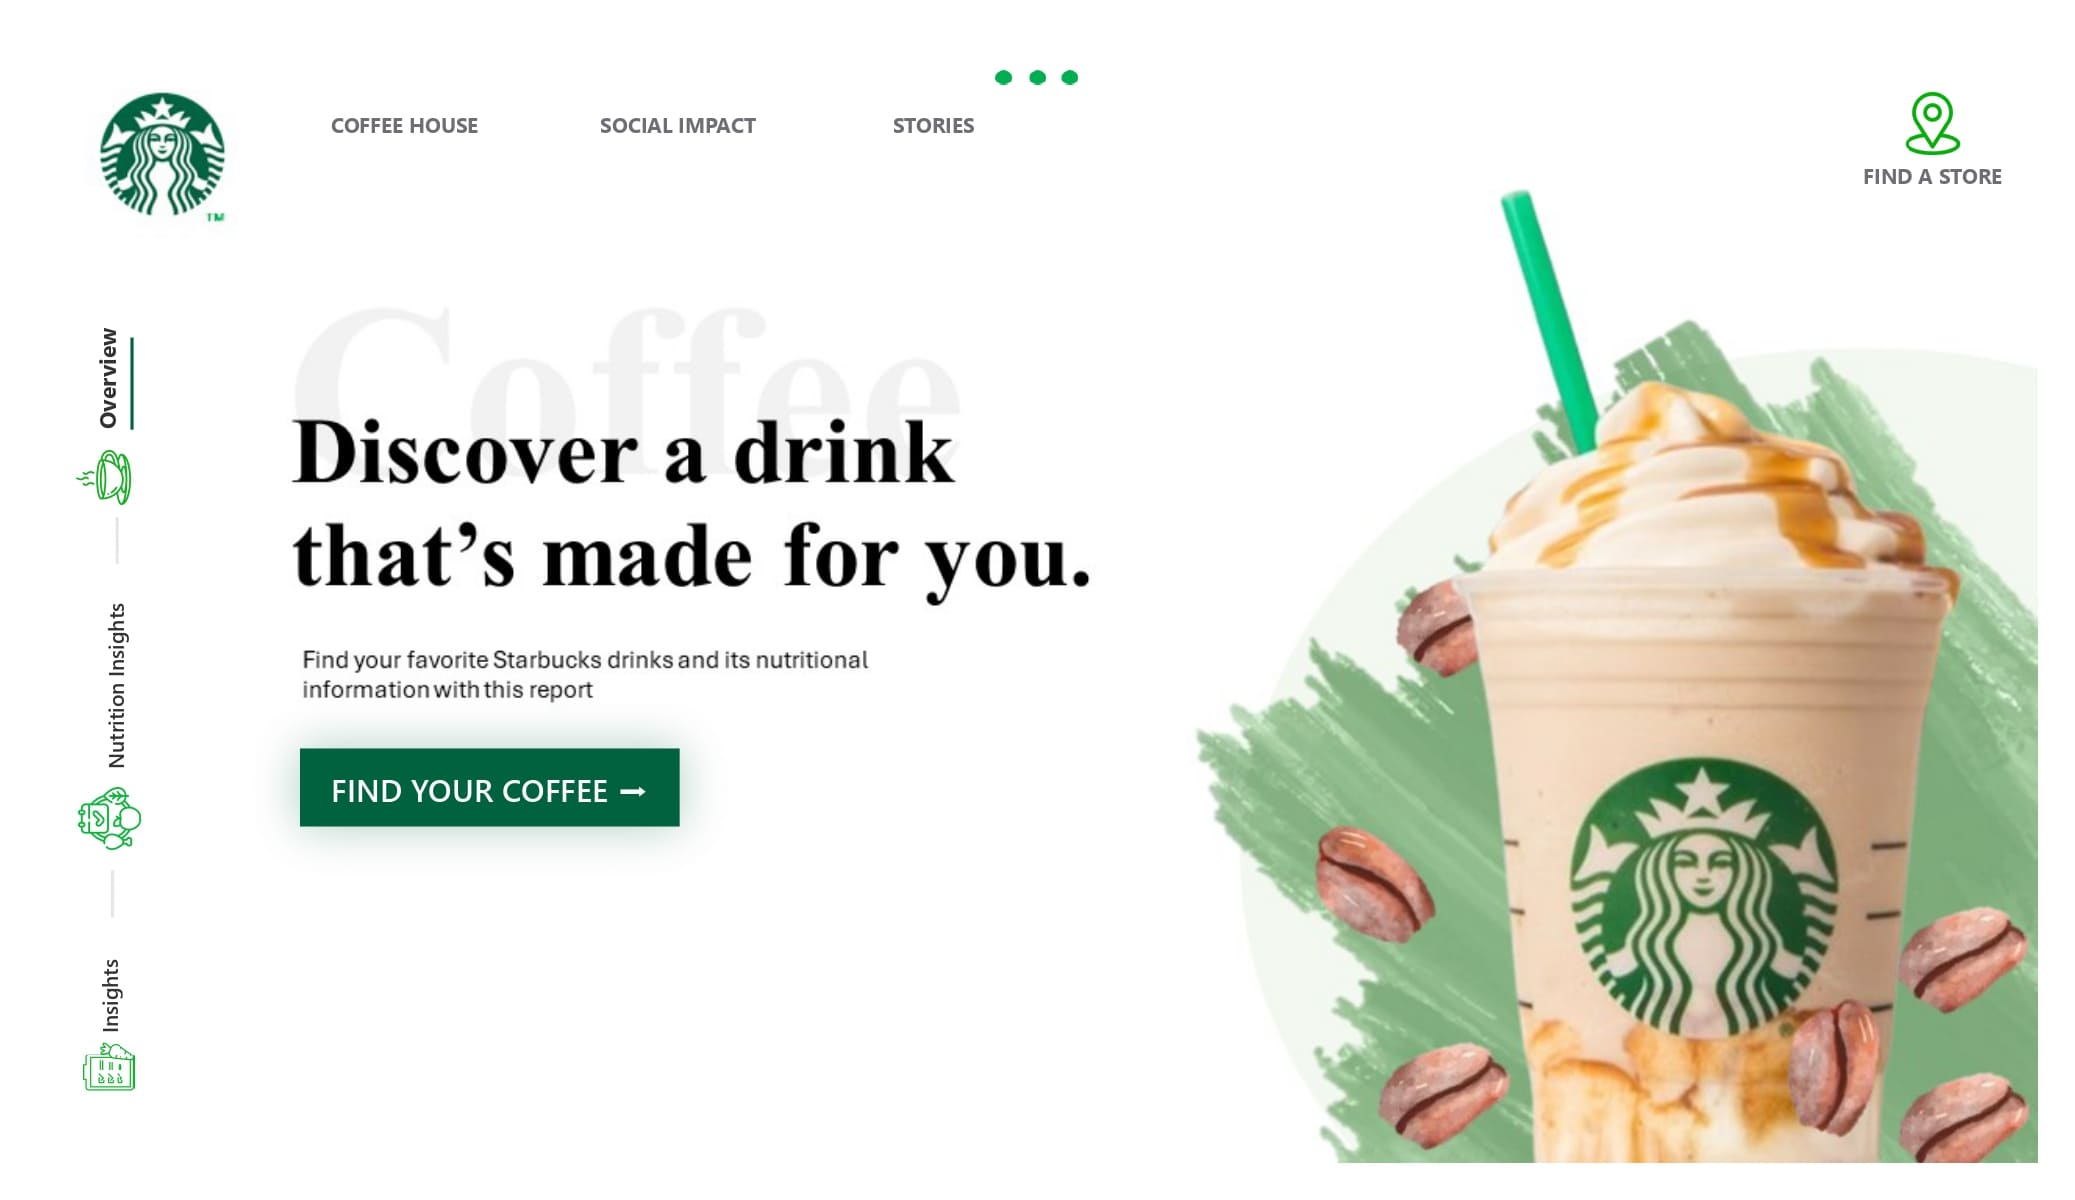 COFFEE HOUSE
SOCIAL IMPACT
STORIES
FIND A STORE
TM
Overview
Nutrition Insights
Insights
Coffee
Discover a drink
that’s made for you.
Find your favorite Starbucks drinks and its nutritional
information with this report
FIND YOUR COFFEE